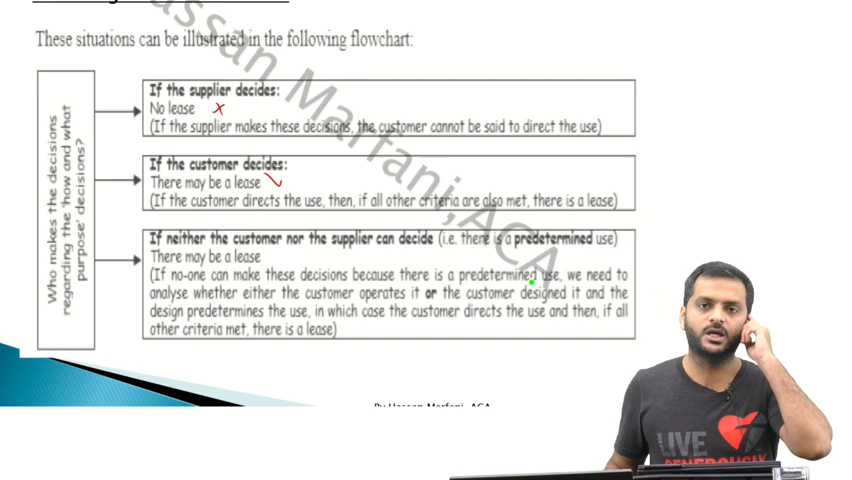 These situations can be illustrated in the following flowchart:
Who makes the decisions
regarding the 'how and what
purpose' decisions?
If the supplier decides:
No lease x
(If the supplier makes these decisions, the customer cannot be said to direct the use)
If the customer decides:
There may be a lease
(If the customer directs the use, then, if all other criteria are also met, there is a lease)
If neither the customer nor the supplier can decide (i.e. there is a predetermined use)
There may be a lease
(If no-one can make these decisions because there is a predetermined use, we need to
analyse whether either the customer operates it or the customer designed it and the
design predetermines the use, in which case the customer directs the use and then, if all
other criteria met, there is a lease)
assan Marfani, ACA
By Hassan Marfani, ACA
LIVE
GENEROUSLY